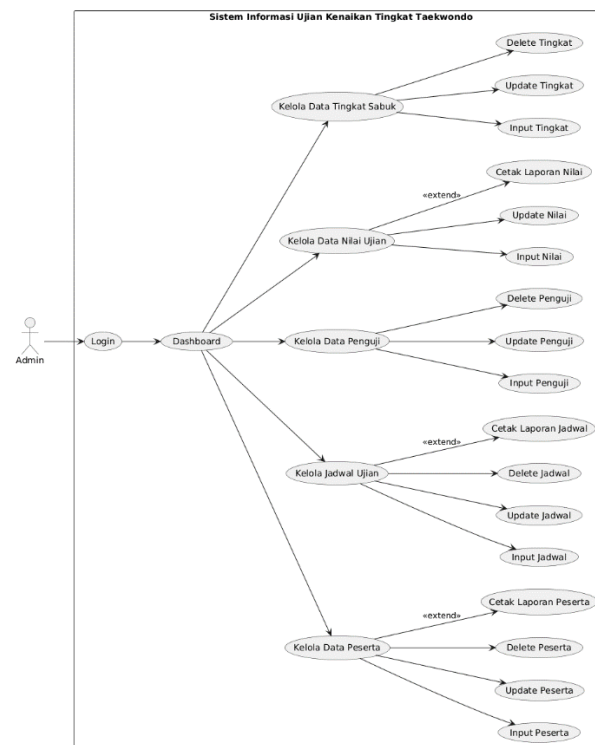 Sistem Informasi Ujian Kenaikan Tingkat Taekwondo
Delete Tingkat
Update Tingkat
Kelola Data Tingkat Sabuk
Input Tingkat
Cetak Laporan Nilai
«extend»
Update Nilai
Kelola Data Nilai Ujian
Input Nilai
Delete Penguji
Admin
Login
Dashboard
Kelola Data Penguji
Update Penguji
Input Penguji
Cetak Laporan Jadwal
«extend»
Kelola Jadwal Ujian
Delete Jadwal
Update Jadwal
Input Jadwal
Cetak Laporan Peserta
«extend»
Kelola Data Peserta
Delete Peserta
Update Peserta
Input Peserta